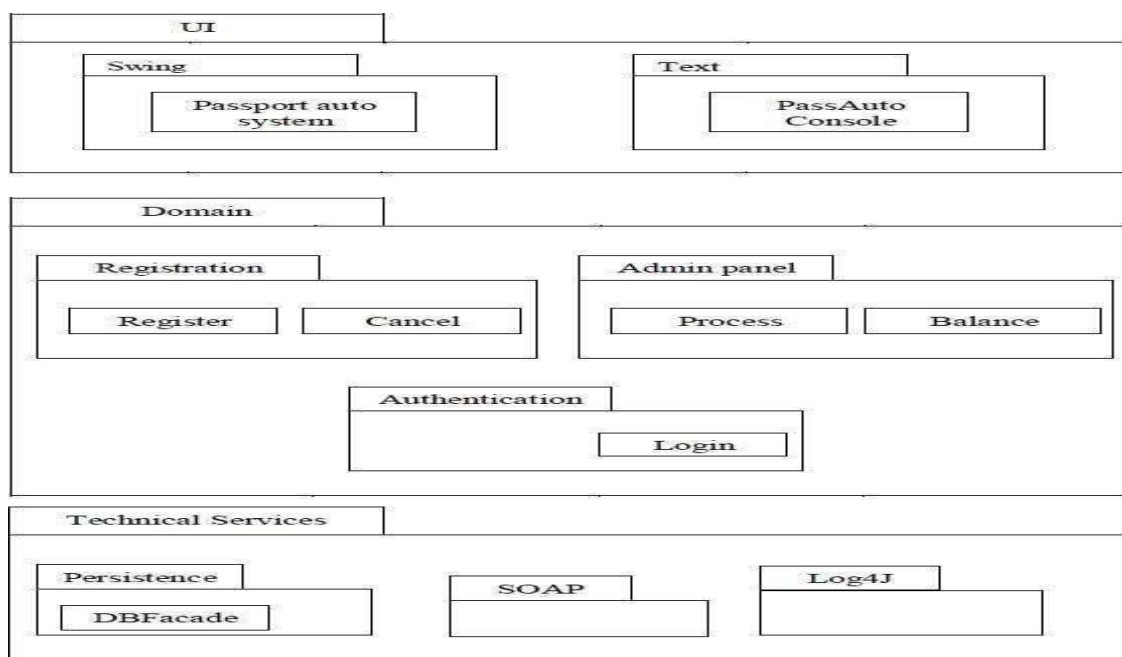 UI
Swing
Text
Passport auto
system
PassAuto
Console
Domain
Registration
Admin panel
Register
Cancel
Process
Balance
Authentication
Login
Technical Services
Persistence
SOAP
Log4J
DBFacade